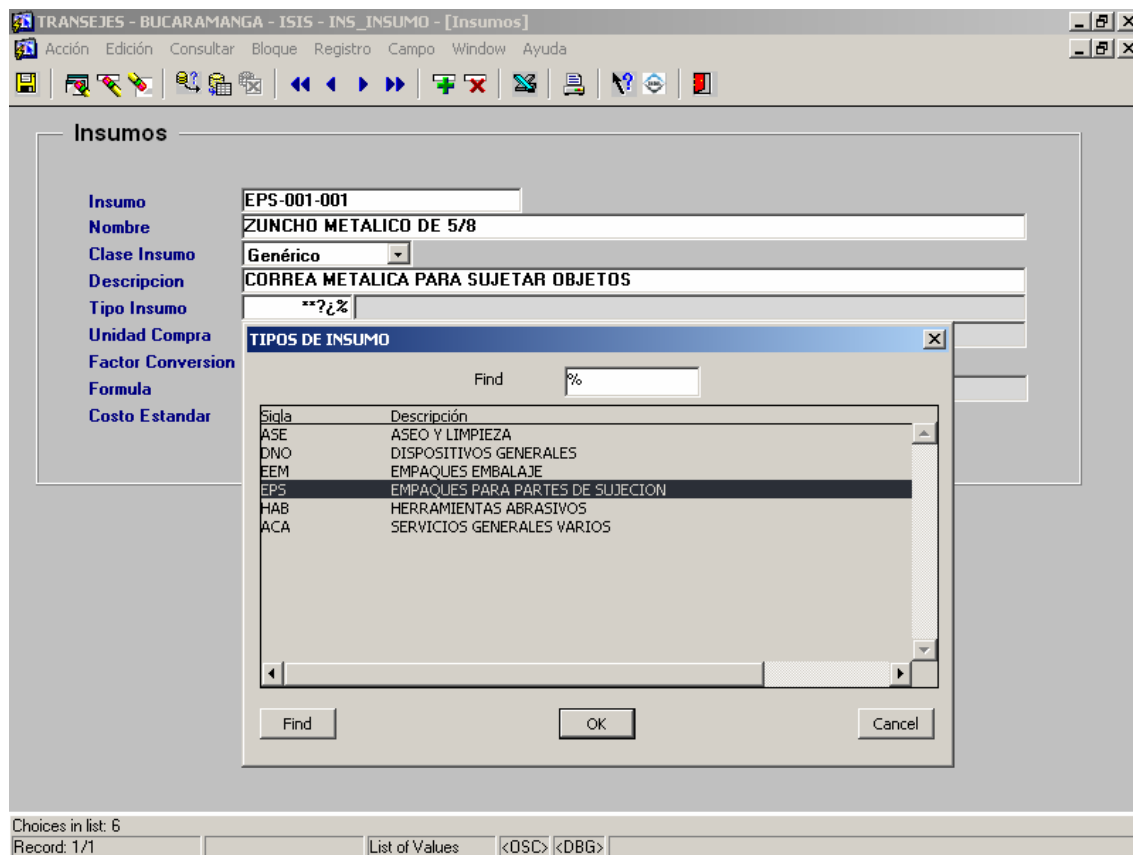 TRANSEJES - BUCARAMANGA - ISIS - INS_INSUMO - [Insumos]
Acción Edición Consultar Bloque Registro Campo Window Ayuda
Insumos
Insumo EPS-001-001
Nombre ZUNCHO METALICO DE 5/8
Clase Insumo Genérico
Descripcion CORREA METALICA PARA SUJETAR OBJETOS
Tipo Insumo **?¿%
Unidad Compra
Factor Conversion
Formula
Costo Estandar
TIPOS DE INSUMO
Find %
Sigla Descripción
ASE ASEO Y LIMPIEZA
DNO DISPOSITIVOS GENERALES
EEM EMPAQUES EMBALAJE
EPS EMPAQUES PARA PARTES DE SUJECION
HAB HERRAMIENTAS ABRASIVOS
ACA SERVICIOS GENERALES VARIOS
Find OK Cancel
Choices in list: 6
Record: 1/1 List of Values <OSC> <DBG>